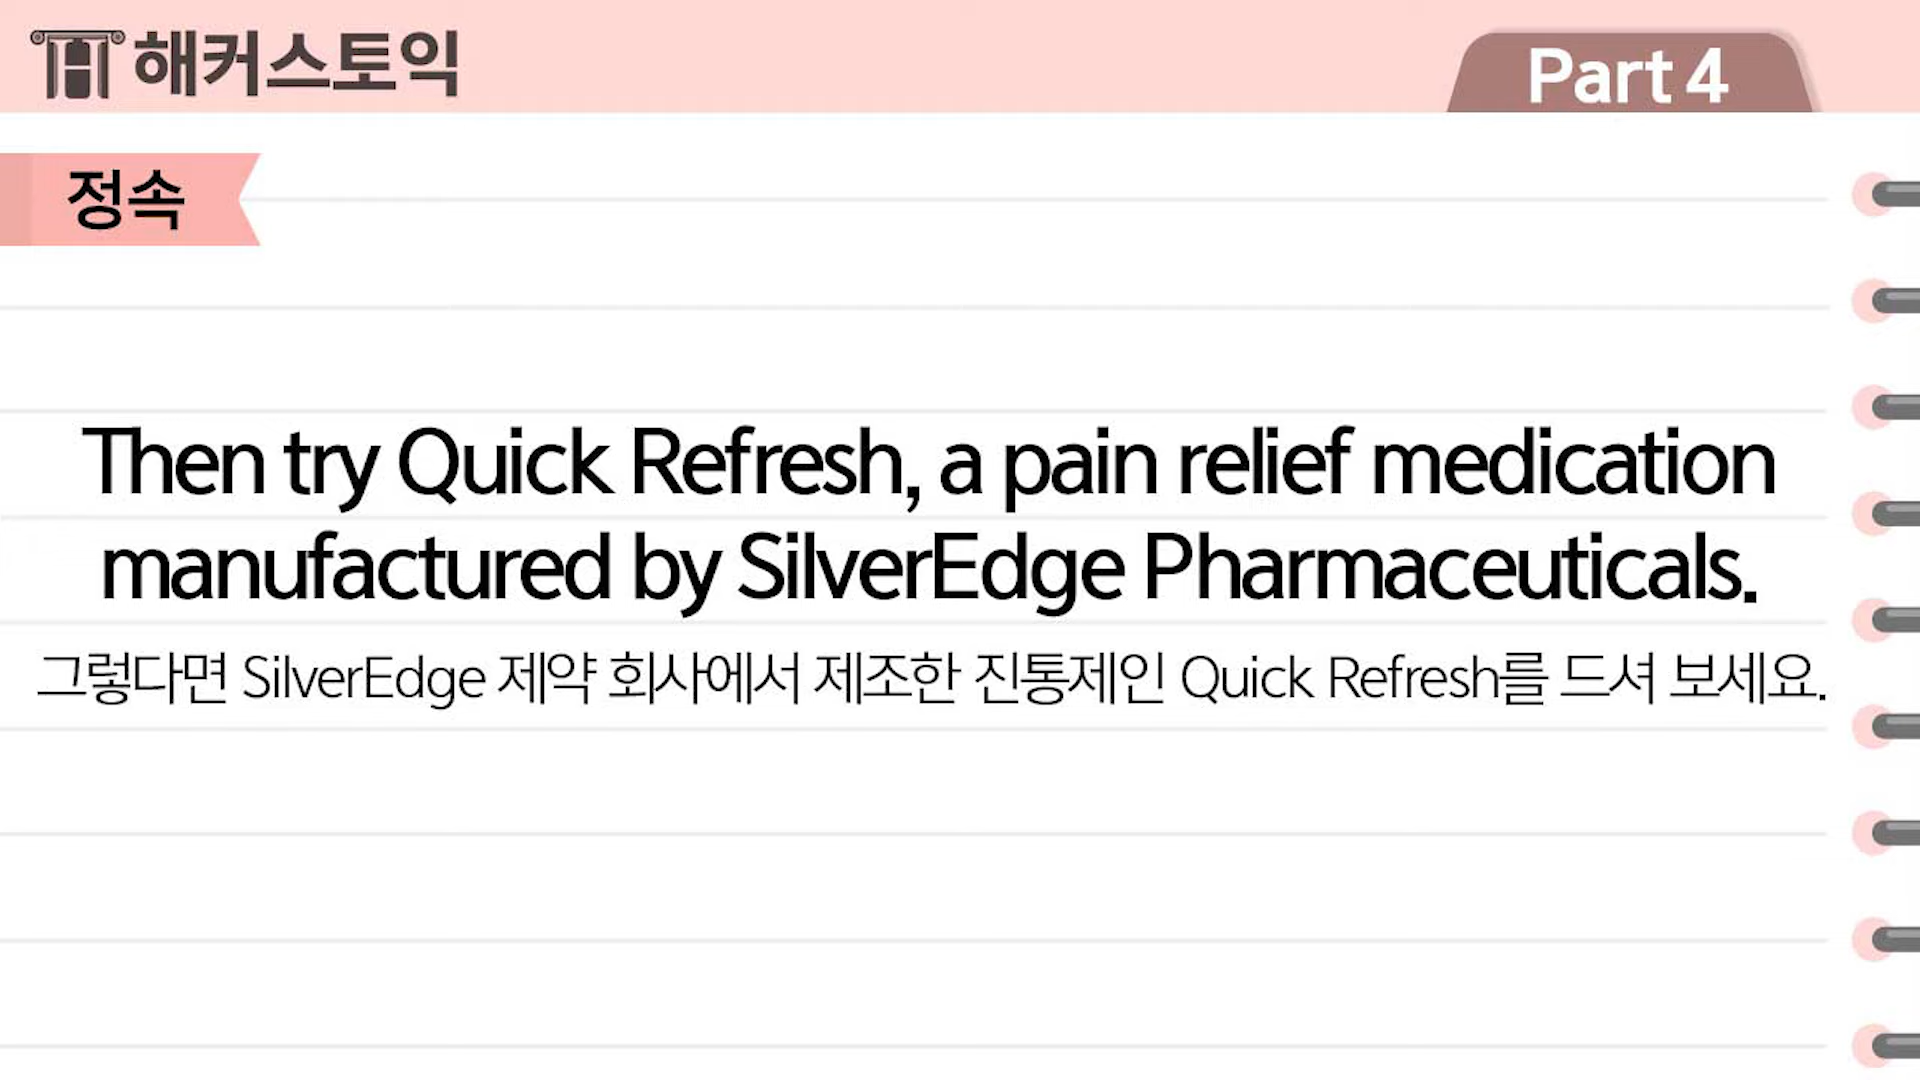 해커스토익
Part 4
정속
Then try Quick Refresh, a pain relief medication
manufactured by SilverEdge Pharmaceuticals.
그렇다면 SilverEdge 제약 회사에서 제조한 진통제인 Quick Refresh를 드셔 보세요.